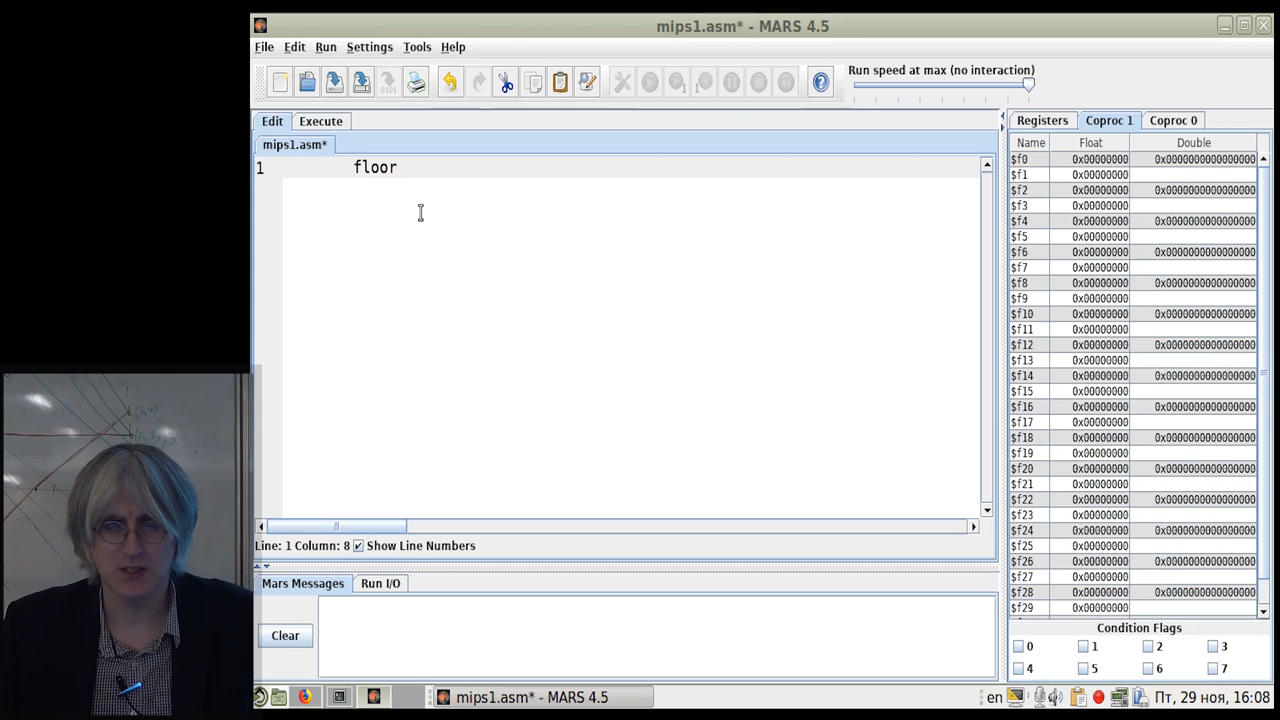 mips1.asm* - MARS 4.5
File Edit Run Settings Tools Help
Run speed at max (no interaction)
Edit Execute
mips1.asm*
1 floor
Line: 1 Column: 8 Show Line Numbers
Mars Messages Run I/O
Clear
Registers Coproc 1 Coproc 0
Name Float Double
$f0 0x00000000 0x0000000000000000
$f1 0x00000000
$f2 0x00000000 0x0000000000000000
$f3 0x00000000
$f4 0x00000000 0x0000000000000000
$f5 0x00000000
$f6 0x00000000 0x0000000000000000
$f7 0x00000000
$f8 0x00000000 0x0000000000000000
$f9 0x00000000
$f10 0x00000000 0x0000000000000000
$f11 0x00000000
$f12 0x00000000 0x0000000000000000
$f13 0x00000000
$f14 0x00000000 0x0000000000000000
$f15 0x00000000
$f16 0x00000000 0x0000000000000000
$f17 0x00000000
$f18 0x00000000 0x0000000000000000
$f19 0x00000000
$f20 0x00000000 0x0000000000000000
$f21 0x00000000
$f22 0x00000000 0x0000000000000000
$f23 0x00000000
$f24 0x00000000 0x0000000000000000
$f25 0x00000000
$f26 0x00000000 0x0000000000000000
$f27 0x00000000
$f28 0x00000000 0x0000000000000000
$f29 0x00000000
Condition Flags
0 1 2 3
4 5 6 7
mips1.asm* - MARS 4.5
en Пт, 29 ноя, 16:08